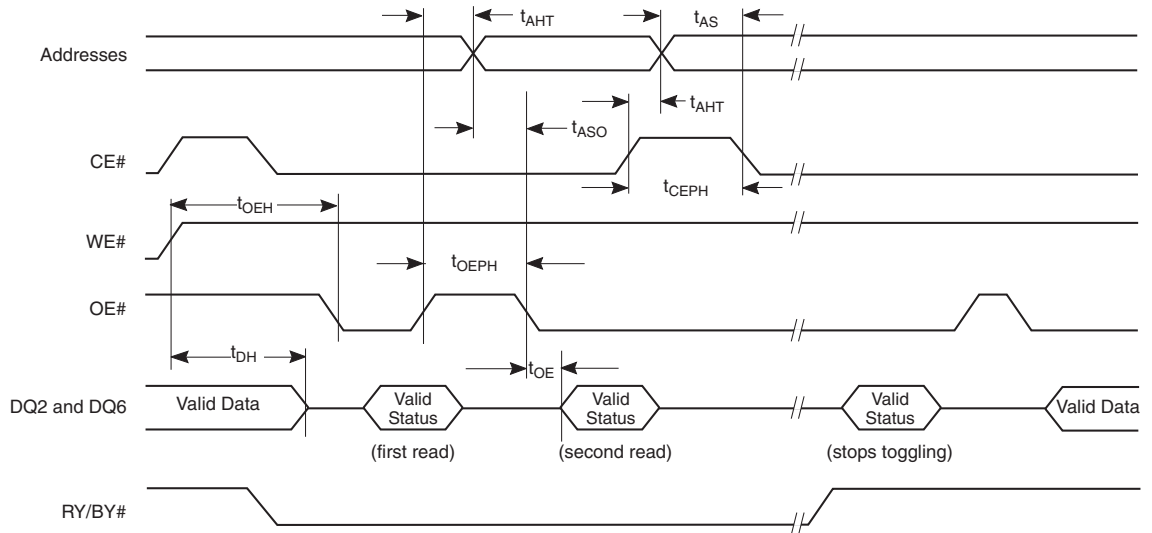 tAHT
tAS
Addresses
tAHT
tASO
CE#
tCEPH
tOEH
WE#
tOEPH
OE#
tDH
tOE
DQ2 and DQ6
Valid Data
Valid
Status
Valid
Status
Valid
Status
Valid Data
(first read)
(second read)
(stops toggling)
RY/BY#